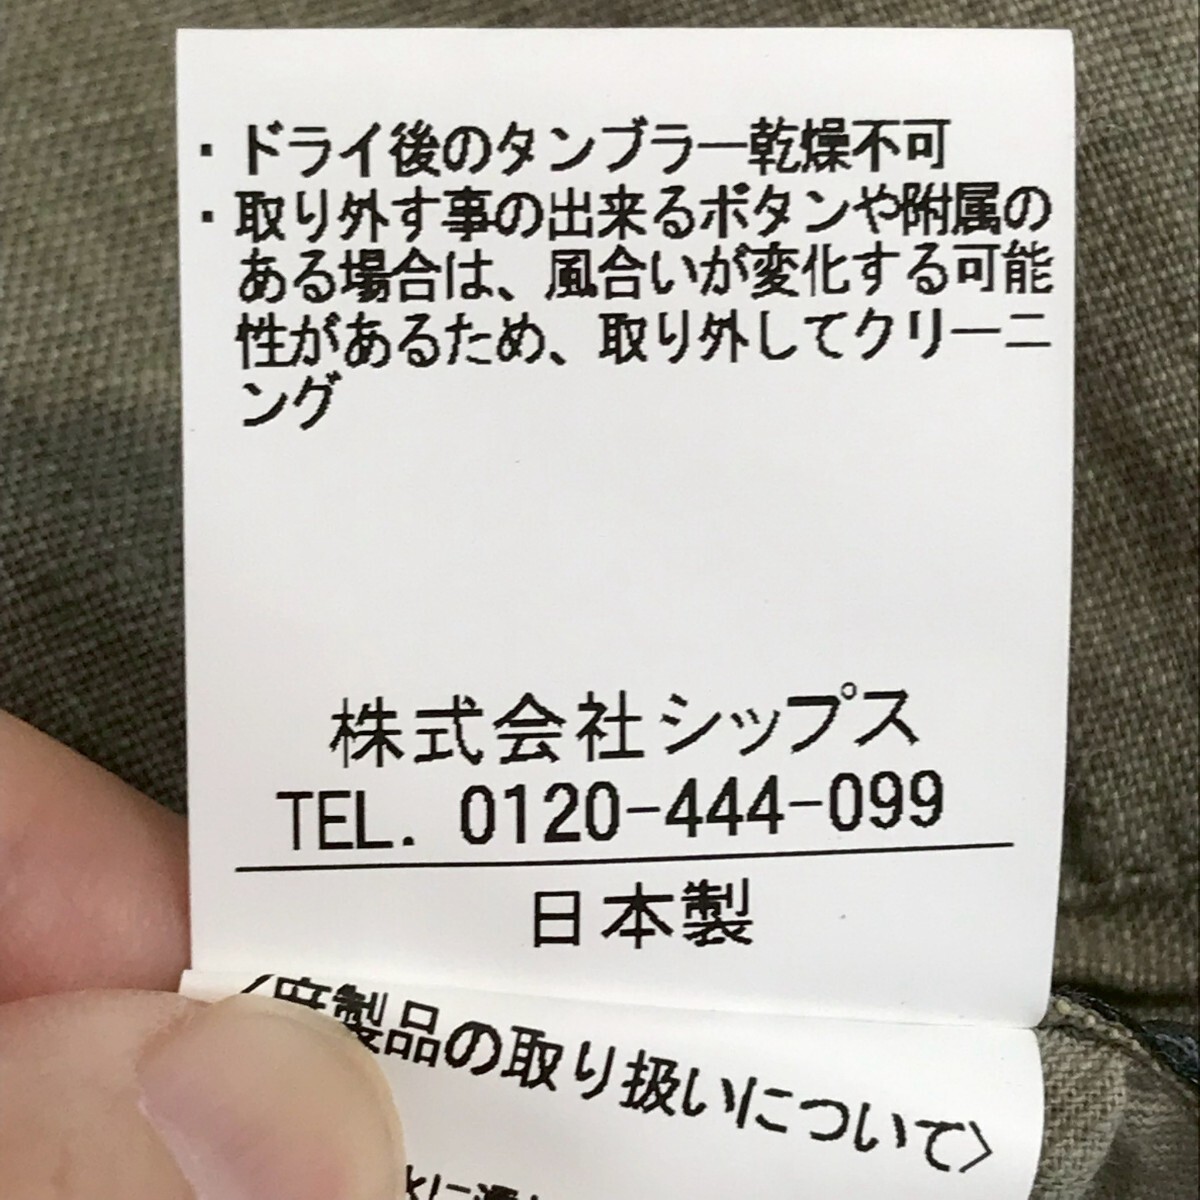 ・ドライ後のタンブラー乾燥不可
・取り外す事の出来るボタンや附属の
ある場合は、風合いが変化する可能
性があるため、取り外してクリーニ
ング
株式会社シップス
TEL. 0120-444-099
日本製
製品の取り扱いについて〉